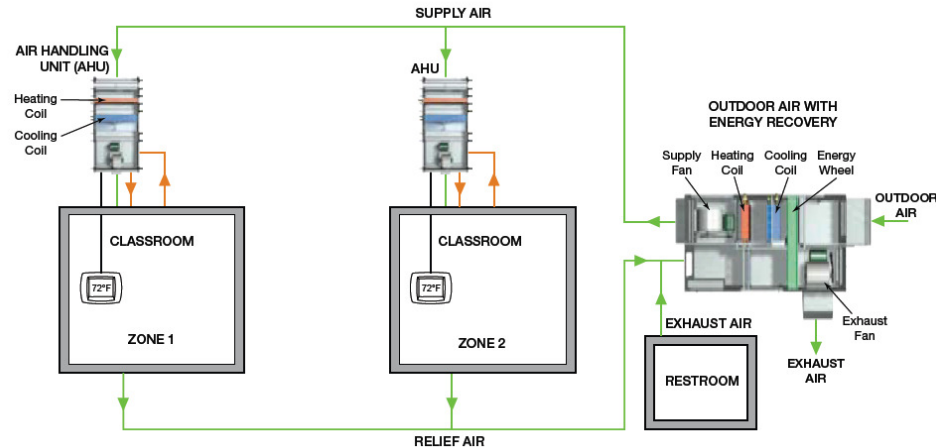 SUPPLY AIR
AIR HANDLING
UNIT (AHU)
Heating
Coil
Cooling
Coil
AHU
OUTDOOR AIR WITH
ENERGY RECOVERY
Supply
Fan
Heating
Coil
Cooling
Coil
Energy
Wheel
OUTDOOR
AIR
CLASSROOM
72°F
ZONE 1
CLASSROOM
72°F
ZONE 2
EXHAUST AIR
RESTROOM
Exhaust
Fan
EXHAUST
AIR
RELIEF AIR